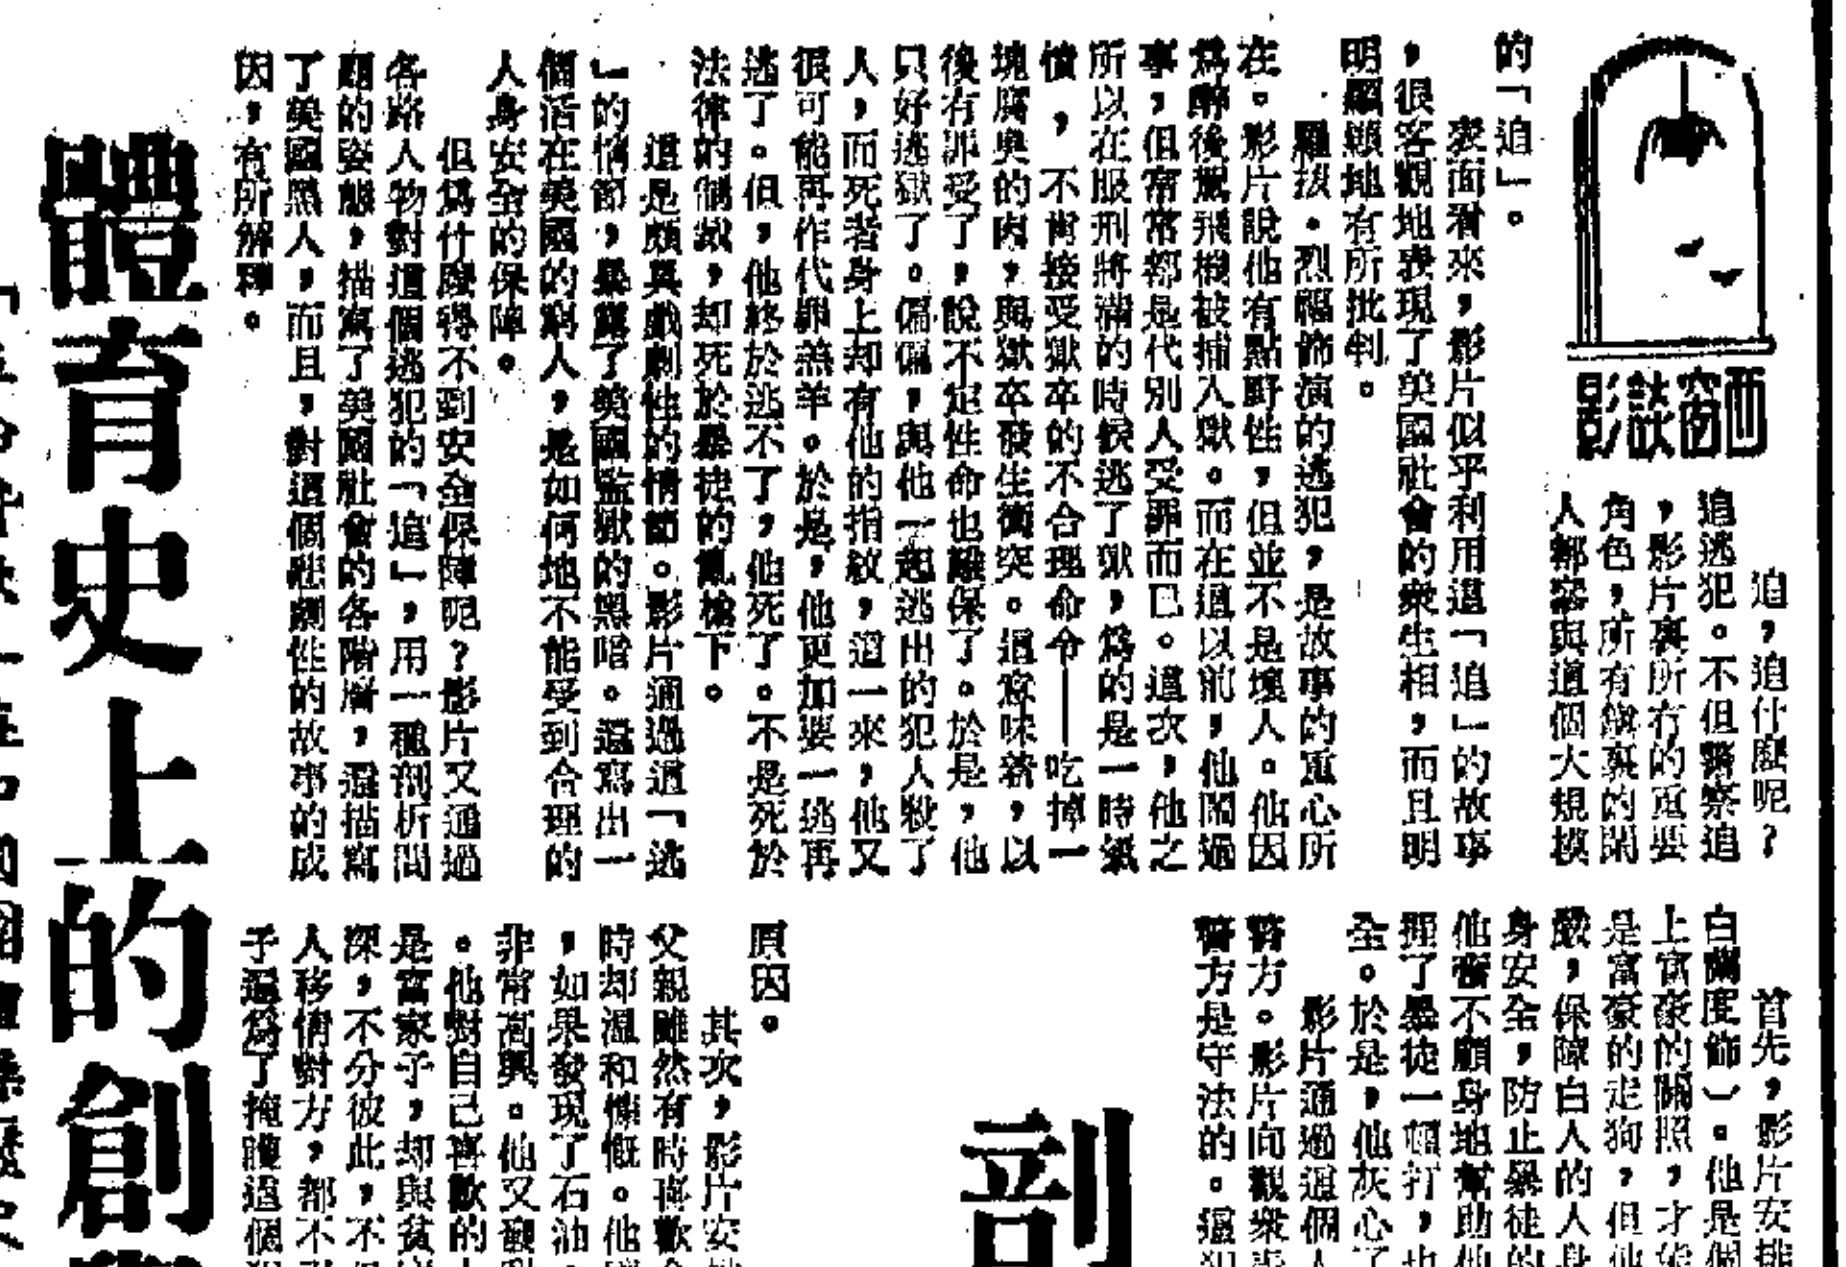 西窗談影
追,追什麼呢?
追逃犯。不但警察追
,影片裏所有的重要
角色,所有鎮裏的閒
人都參與這個大規模
的「追」。
表面看來,影片似乎利用這「追」的故事
,很客觀地表現了美國社會的衆生相,而且明
明顯顯地有所批判。
羅拔.烈福飾演的逃犯,是故事的重心所
在。影片說他有點野性,但並不是壞人。他因
爲醉後駕飛機被捕入獄。而在這以前,他闖過
事,但常常都是代別人受罪而已。這次,他之
所以在服刑將滿的時候逃了獄,爲的是一時氣
憤,不肯接受獄卒的不合理命令——吃掉一
塊腐臭的肉,與獄卒發生衝突。這意味着,以
後有罪受了,說不定性命也難保了。於是,他
只好逃獄了。偏偏,與他一起逃出的犯人殺了
人,而死者身上却有他的指紋,這一來,他又
很可能再作代罪羔羊。於是,他更加要一逃再
逃了。但,他終於逃不了,他死了。不是死於
法律的制裁,却死於暴徒的亂槍下。
這是頗具戲劇性的情節。影片通過這「逃
」的情節,暴露了美國監獄的黑暗。還寫出一
個活在美國的窮人,是如何地不能受到合理的
人身安全的保障。
但爲什麼得不到安全保障呢?影片又通過
各路人物對這個逃犯的「追」,用一種剖析問
題的姿態,描寫了美國社會的各階層,還描寫
了美國黑人,而且,對這個悲劇性的故事的成
因,有所解釋。
首先,影片安排
白蘭度飾)。他是個
上富豪的關照,才
是富豪的走狗,但他
嚴,保障白人的人身
身安全,防止暴徒的
他奮不顧身地幫助他
捱了暴徒一頓打,也
全。於是,他灰心了
影片通過這個人
警方。影片向觀衆
警方是守法的。
剖
原因。
其次,影片安
父親雖然有時喜歡
時却溫和慷慨。他
,如果發現了石油
非常高興。他又
。他對自己喜歡的
是富家子,却與貧
深,不分彼此,不
人移情對方,都不
子還爲了掩護這個
體育史上的創